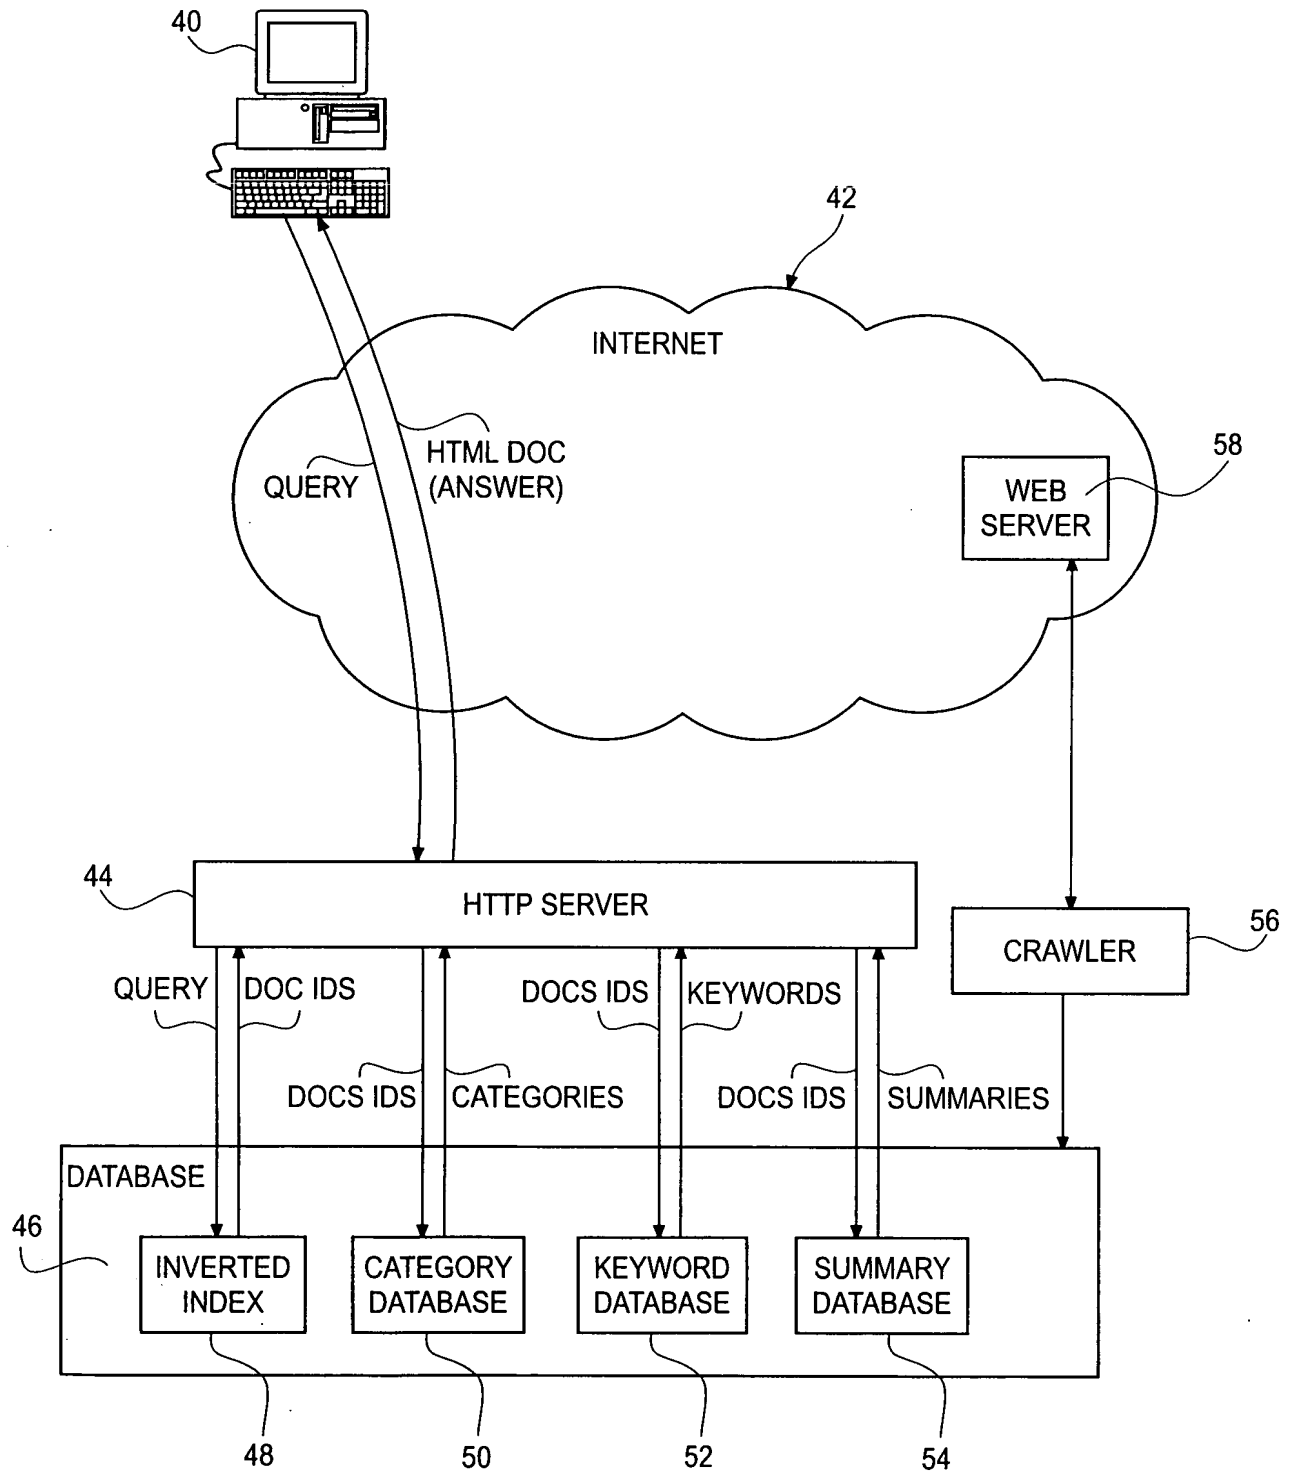 40
42
INTERNET
HTML DOC
(ANSWER)
QUERY
58
WEB
SERVER
44
HTTP SERVER
56
CRAWLER
QUERY
DOC IDS
DOCS IDS
KEYWORDS
DOCS IDS
CATEGORIES
DOCS IDS
SUMMARIES
DATABASE
46
INVERTED
INDEX
CATEGORY
DATABASE
KEYWORD
DATABASE
SUMMARY
DATABASE
48
50
52
54